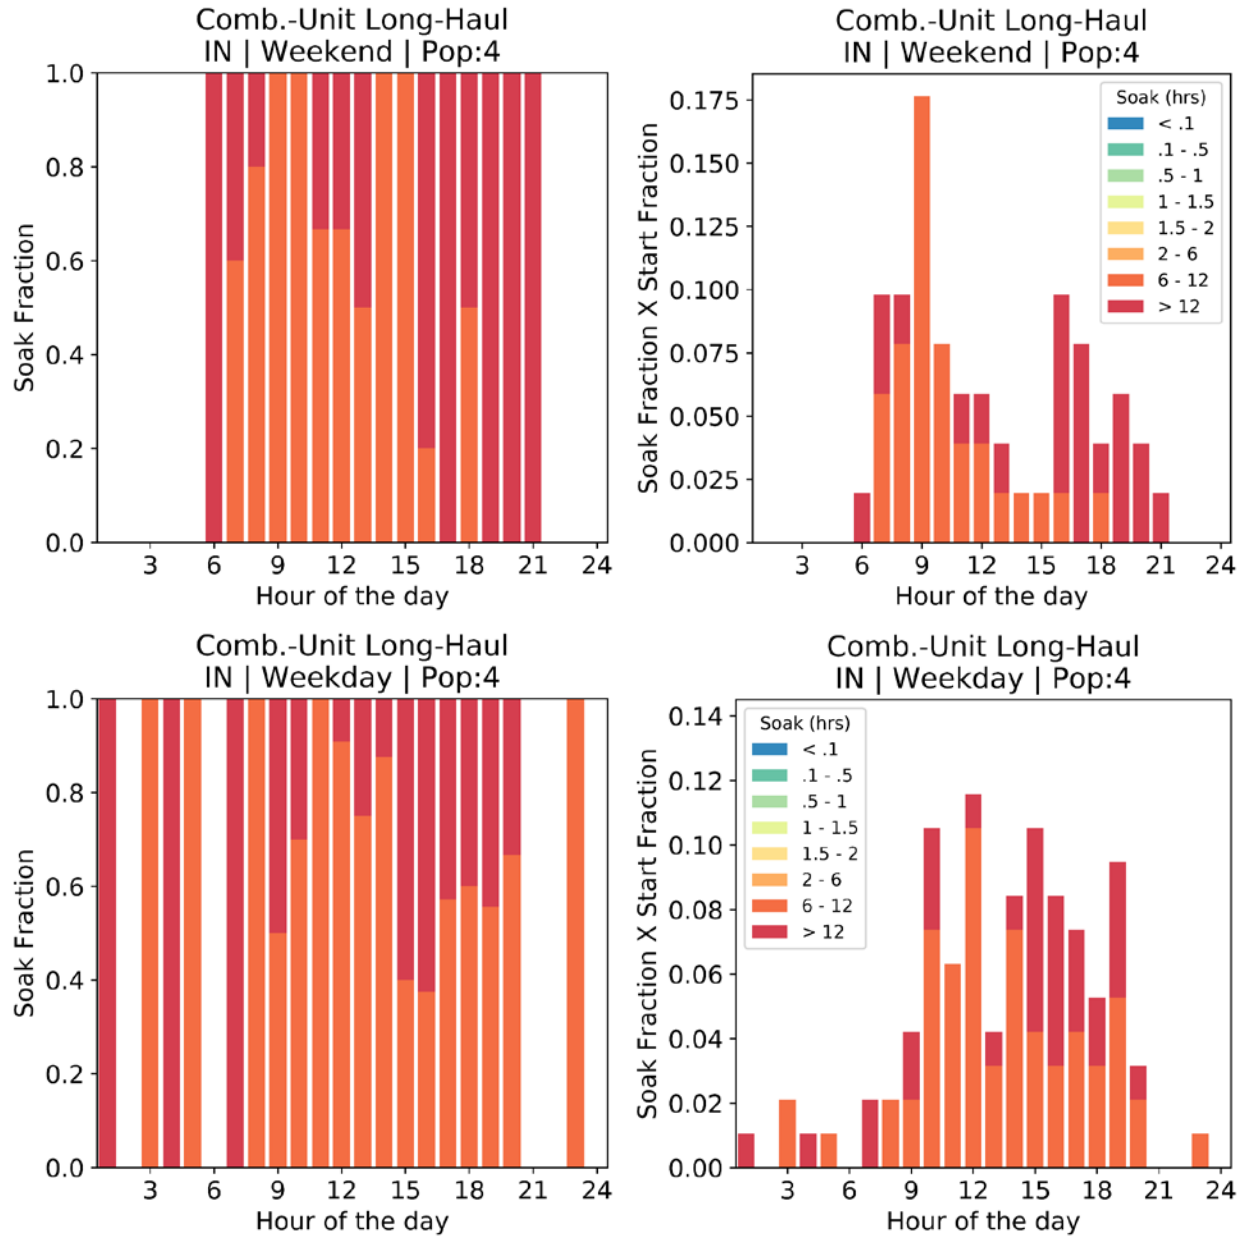 Comb.-Unit Long-Haul
IN | Weekend | Pop:4
1.0
0.8
0.6
0.4
0.2
0.0
Soak Fraction
3 6 9 12 15 18 21 24
Hour of the day
Comb.-Unit Long-Haul
IN | Weekend | Pop:4
0.175
0.150
0.125
0.100
0.075
0.050
0.025
0.000
Soak Fraction X Start Fraction
Soak (hrs)
< .1
.1 - .5
.5 - 1
1 - 1.5
1.5 - 2
2 - 6
6 - 12
> 12
3 6 9 12 15 18 21 24
Hour of the day
Comb.-Unit Long-Haul
IN | Weekday | Pop:4
1.0
0.8
0.6
0.4
0.2
0.0
Soak Fraction
3 6 9 12 15 18 21 24
Hour of the day
Comb.-Unit Long-Haul
IN | Weekday | Pop:4
0.14
0.12
0.10
0.08
0.06
0.04
0.02
0.00
Soak Fraction X Start Fraction
Soak (hrs)
< .1
.1 - .5
.5 - 1
1 - 1.5
1.5 - 2
2 - 6
6 - 12
> 12
3 6 9 12 15 18 21 24
Hour of the day